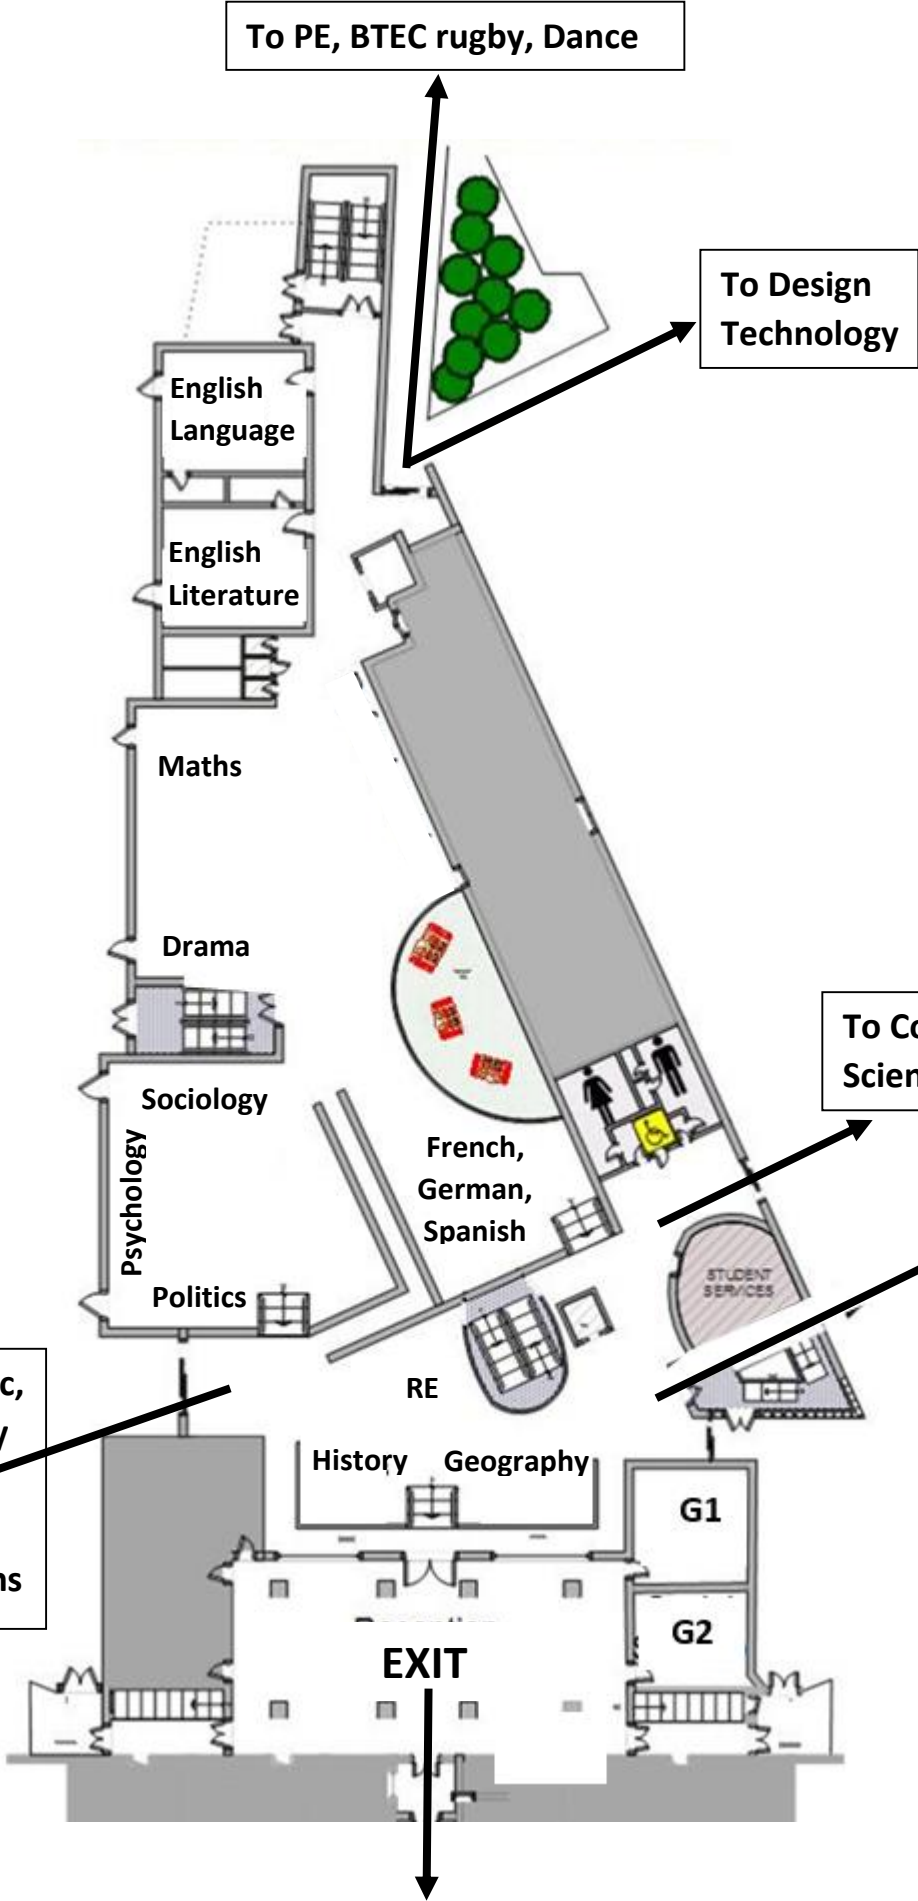 To PE, BTEC rugby, Dance
To Design
Technology
English
Language
English
Literature
Maths
Drama
To Co
Scien
Sociology
Psychology
French,
German,
Spanish
Politics
STUDENT
SERVICES
c,
y
RE
History Geography
G1
ns
G2
EXIT